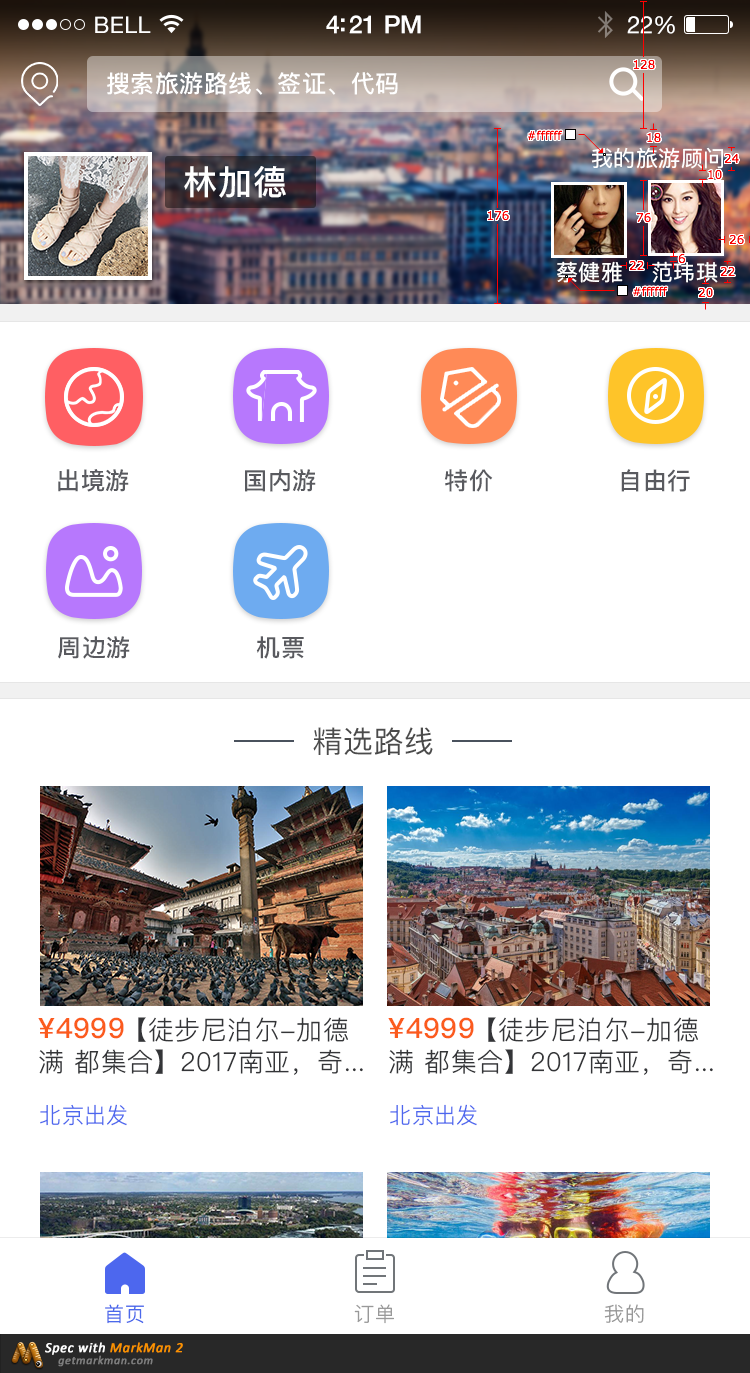 BELL 4:21 PM 22%
128
搜索旅游路线、签证、代码
#ffffff
18
我的旅游顾问
24
10
林加德
176
76
26
6
蔡健雅
22
范玮琪
22
#ffffff
20
出境游 国内游 特价 自由行
周边游 机票
精选路线
¥4999【徒步尼泊尔-加德
满 都集合】2017南亚，奇...
北京出发
¥4999【徒步尼泊尔-加德
满 都集合】2017南亚，奇...
北京出发
首页 订单 我的
Spec with MarkMan 2
getmarkman.com